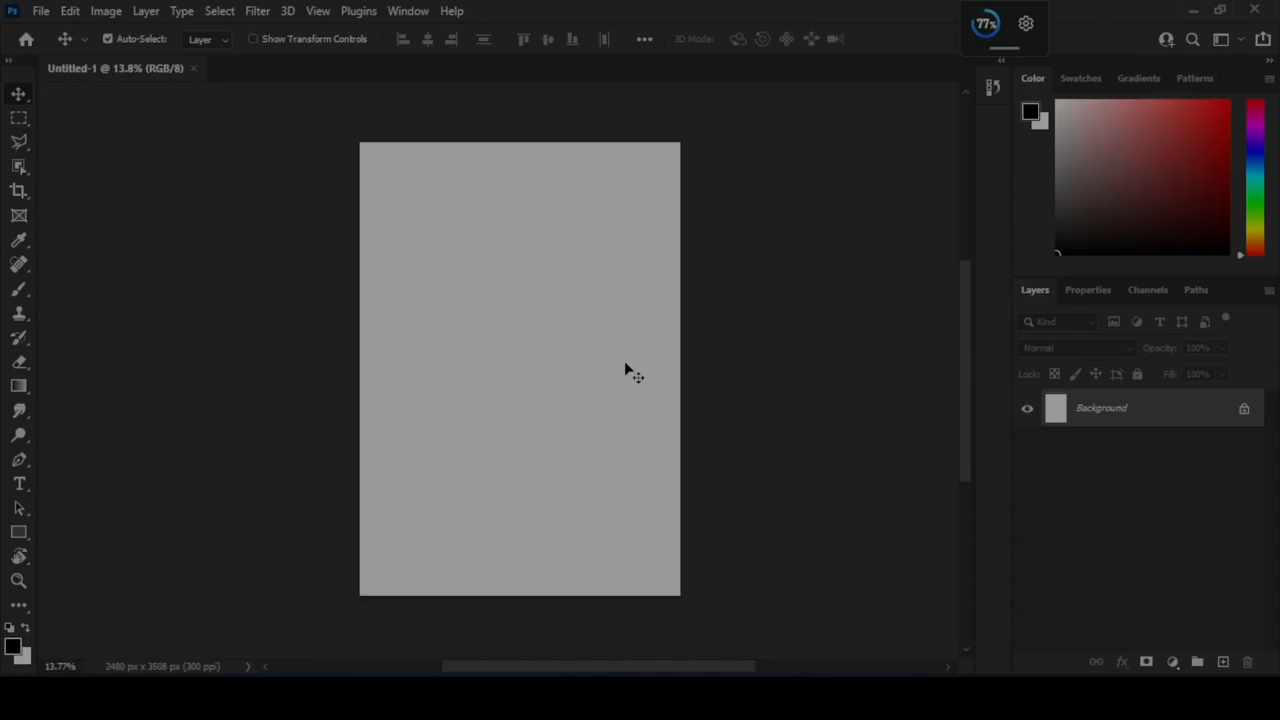 Ps File Edit Image Layer Type Select Filter 3D View Plugins Window Help
77%
Auto-Select: Layer Show Transform Controls 3D Mode:
Untitled-1 @ 13.8% (RGB/8)
Color Swatches Gradients Patterns
Layers Properties Channels Paths
Kind
Normal Opacity: 100%
Lock: Fill: 100%
Background
13.77% 2480 px x 3508 px (300 ppi)